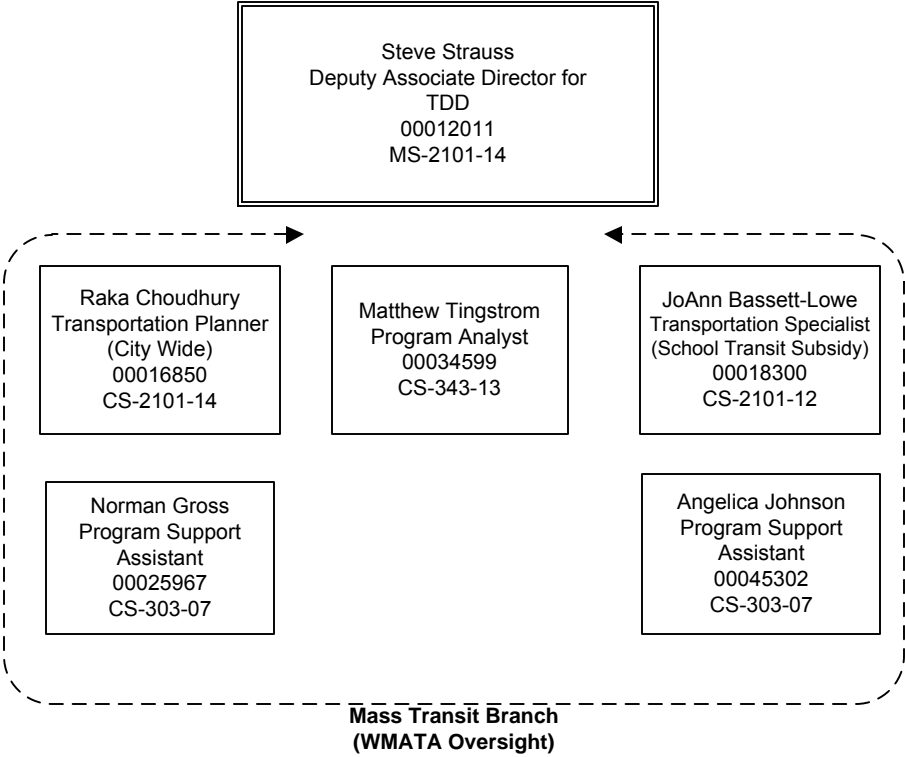 Steve Strauss
Deputy Associate Director for
TDD
00012011
MS-2101-14
Raka Choudhury
Transportation Planner
(City Wide)
00016850
CS-2101-14
Matthew Tingstrom
Program Analyst
00034599
CS-343-13
JoAnn Bassett-Lowe
Transportation Specialist
(School Transit Subsidy)
00018300
CS-2101-12
Norman Gross
Program Support
Assistant
00025967
CS-303-07
Angelica Johnson
Program Support
Assistant
00045302
CS-303-07
Mass Transit Branch
(WMATA Oversight)